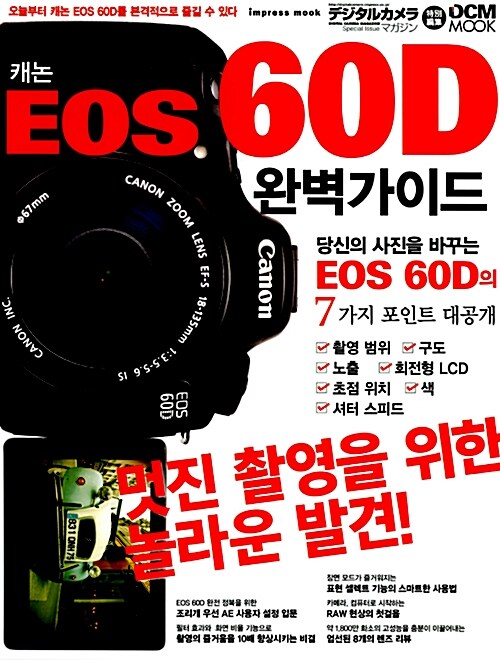 오늘부터 캐논 EOS 60D를 본격적으로 즐길 수 있다
impress mook
デジタルカメラ
Special Issue マガジン
特別編集
DCM
MOOK
캐논
EOS 60D
완벽가이드
Φ67mm
CANON ZOOM LENS EF-S 18-135mm 1:3.5-5.6 IS
CANON INC.
Canon
EOS
60D
당신의 사진을 바꾸는
EOS 60D의
7가지 포인트 대공개
촬영 범위 구도
노출 회전형 LCD
초점 위치 색
셔터 스피드
멋진 촬영을 위한
놀라운 발견!
장면 모드가 즐거워지는
표현 셀렉트 기능의 스마트한 사용법
EOS 60D 완전 정복을 위한
조리개 우선 AE 사용자 설정 입문
카메라, 컴퓨터로 시작하는
RAW 현상의 첫걸음
필터 효과와 화면 비율 기능으로
촬영의 즐거움을 10배 향상시키는 비결
약 1,800만 화소의 고성능을 충분히 이끌어내는
엄선된 8개의 렌즈 리뷰